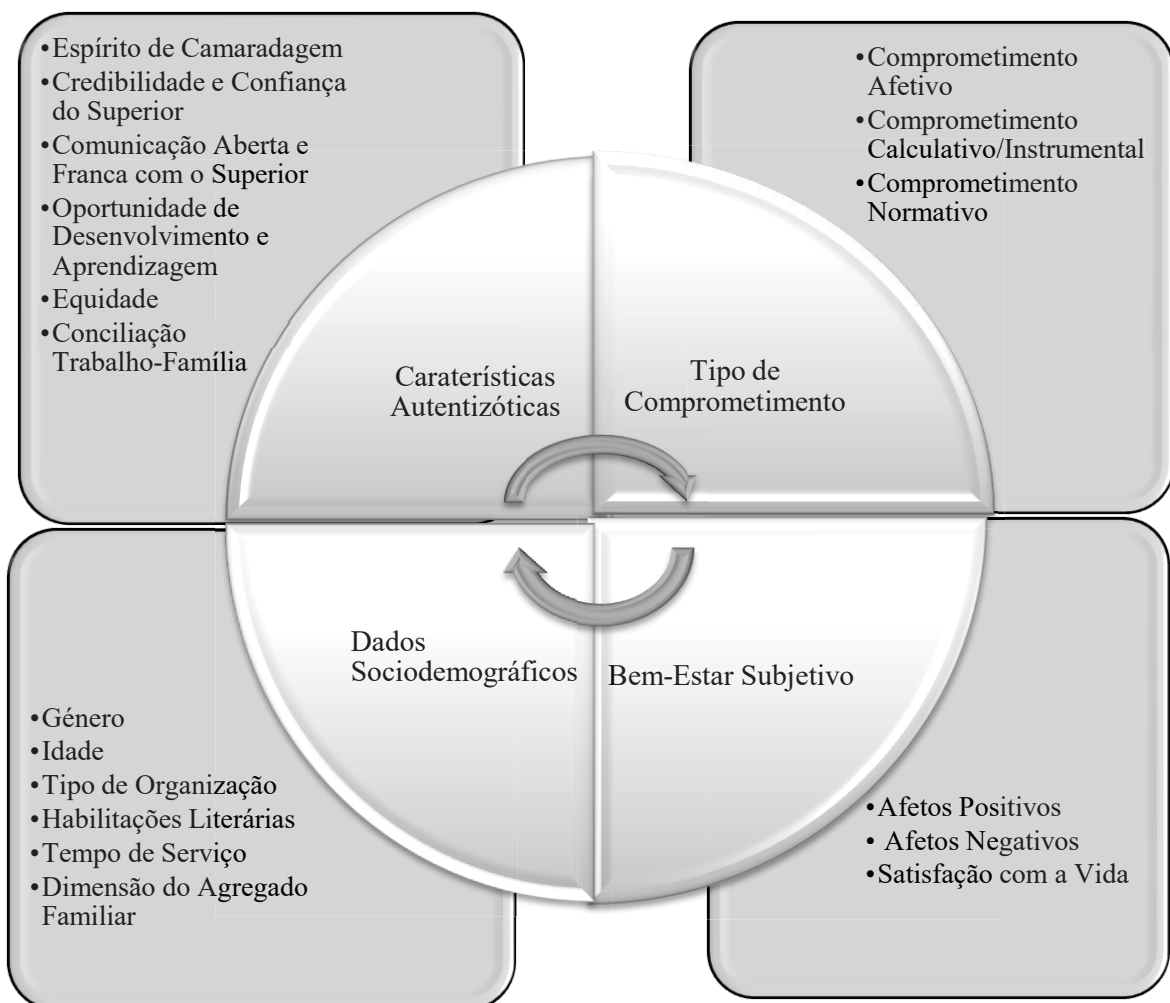 •Espírito de Camaradagem
•Credibilidade e Confiança
do Superior
•Comunicação Aberta e
Franca com o Superior
•Oportunidade de
Desenvolvimento e
Aprendizagem
•Equidade
•Conciliação
Trabalho-Família
•Comprometimento
Afetivo
•Comprometimento
Calculativo/Instrumental
•Comprometimento
Normativo
Caraterísticas
Autentizóticas
Tipo de
Comprometimento
Dados
Sociodemográficos
Bem-Estar Subjetivo
•Género
•Idade
•Tipo de Organização
•Habilitações Literárias
•Tempo de Serviço
•Dimensão do Agregado
Familiar
•Afetos Positivos
• Afetos Negativos
•Satisfação com a Vida